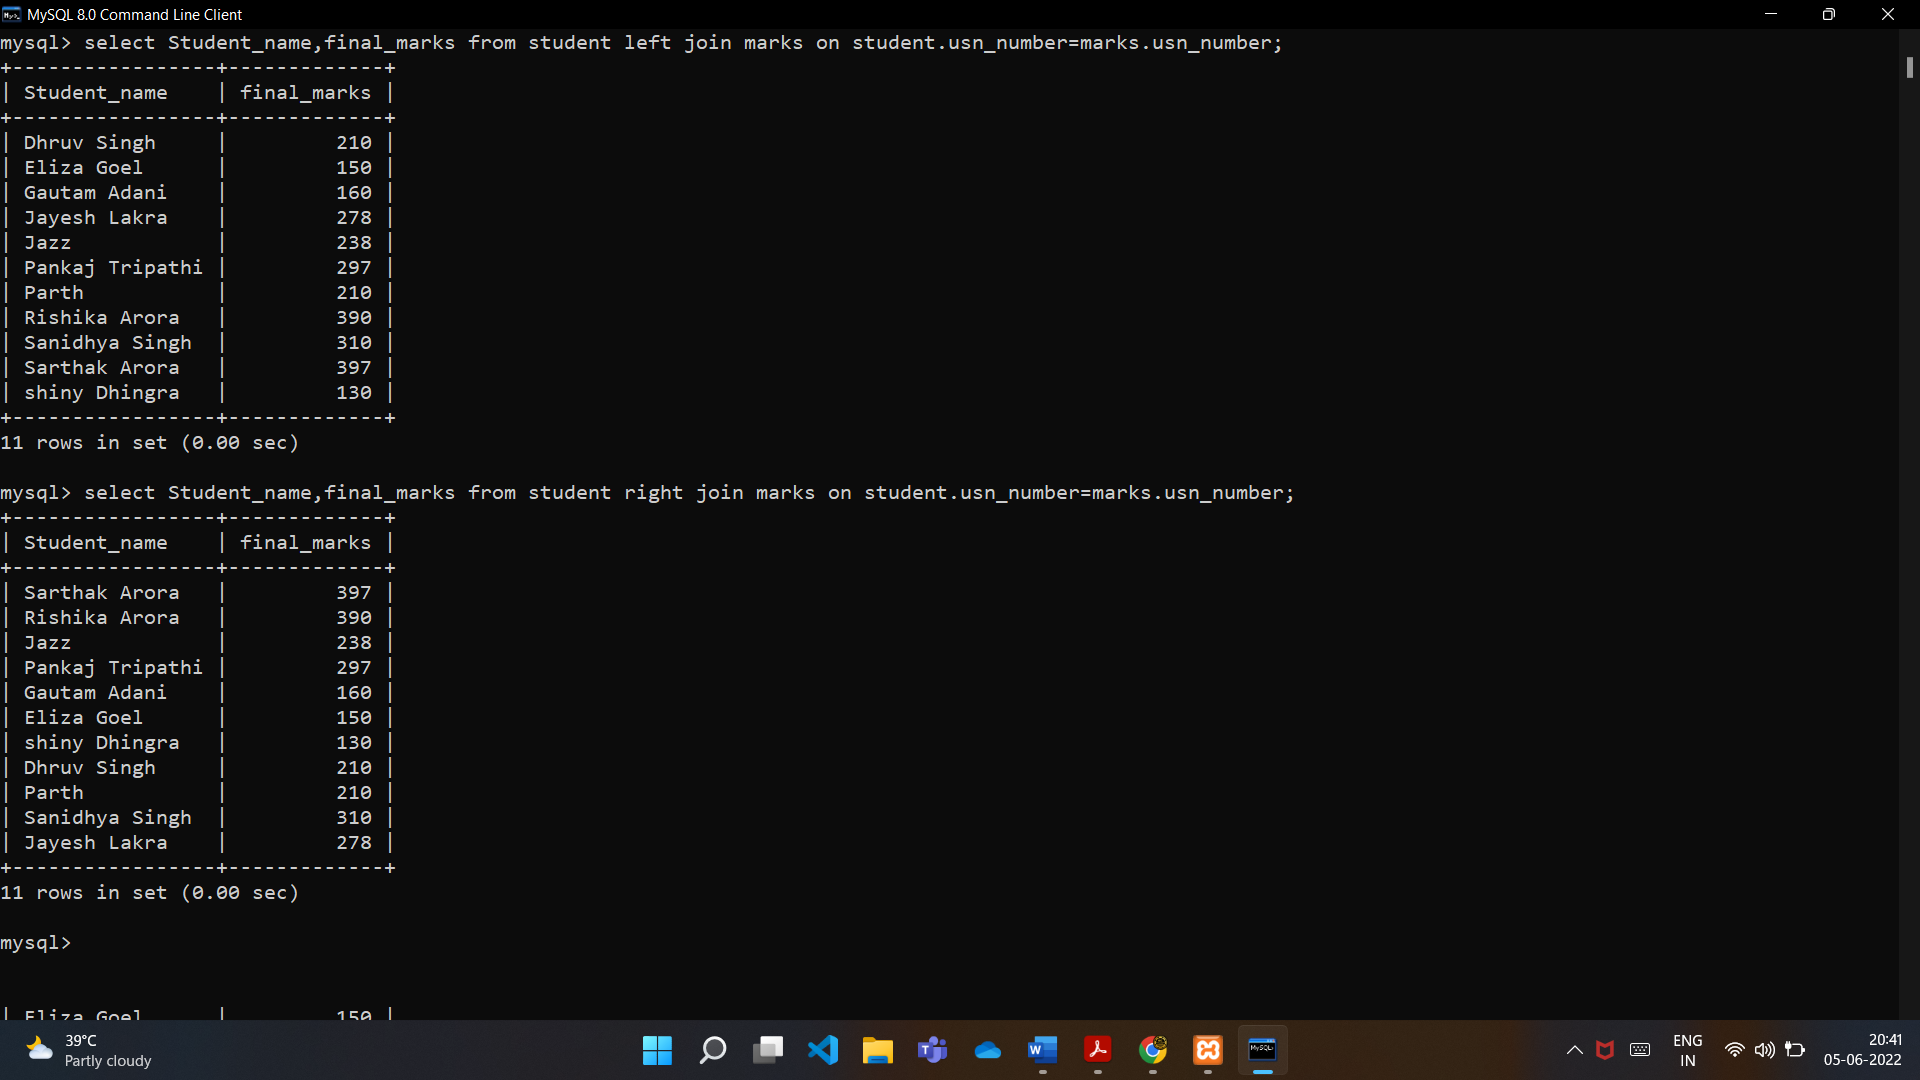 MySQL 8.0 Command Line Client
mysql> select Student_name,final_marks from student left join marks on student.usn_number=marks.usn_number;
+-----------------+-------------+
| Student_name    | final_marks |
+-----------------+-------------+
| Dhruv Singh     |         210 |
| Eliza Goel      |         150 |
| Gautam Adani    |         160 |
| Jayesh Lakra    |         278 |
| Jazz            |         238 |
| Pankaj Tripathi |         297 |
| Parth           |         210 |
| Rishika Arora   |         390 |
| Sanidhya Singh  |         310 |
| Sarthak Arora   |         397 |
| shiny Dhingra   |         130 |
+-----------------+-------------+
11 rows in set (0.00 sec)
mysql> select Student_name,final_marks from student right join marks on student.usn_number=marks.usn_number;
+-----------------+-------------+
| Student_name    | final_marks |
+-----------------+-------------+
| Sarthak Arora   |         397 |
| Rishika Arora   |         390 |
| Jazz            |         238 |
| Pankaj Tripathi |         297 |
| Gautam Adani    |         160 |
| Eliza Goel      |         150 |
| shiny Dhingra   |         130 |
| Dhruv Singh     |         210 |
| Parth           |         210 |
| Sanidhya Singh  |         310 |
| Jayesh Lakra    |         278 |
+-----------------+-------------+
11 rows in set (0.00 sec)
mysql>
| Eliza Goel      |         150 |
39°C
Partly cloudy
ENG
IN
20:41
05-06-2022